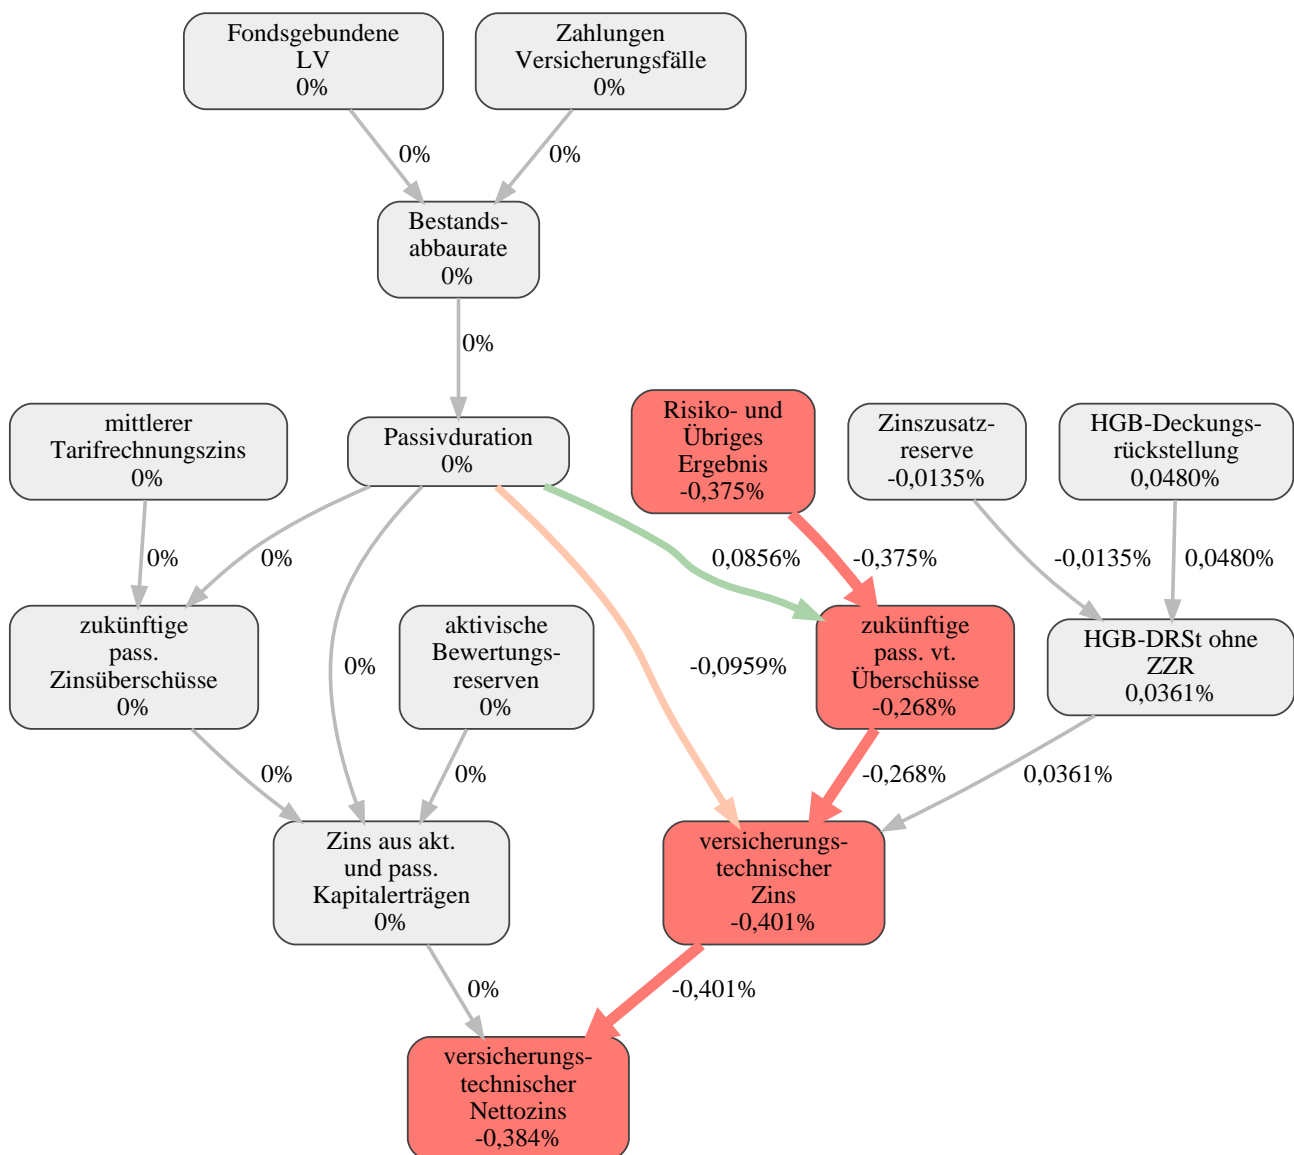 Fondsgebundene
LV
0%
Zahlungen
Versicherungsfälle
0%
0%
0%
Bestands-
abbaurate
0%
0%
mittlerer
Tarifrechnungszins
0%
Passivduration
0%
Risiko- und
Übriges
Ergebnis
-0,375%
Zinszusatz-
reserve
-0,0135%
HGB-Deckungs-
rückstellung
0,0480%
0%
0%
0,0856%
-0,375%
-0,0135%
0,0480%
zukünftige
pass.
Zinsüberschüsse
0%
0%
aktivische
Bewertungs-
reserven
0%
-0,0959%
zukünftige
pass. vt.
Überschüsse
-0,268%
HGB-DRSt ohne
ZZR
0,0361%
0%
0%
-0,268%
0,0361%
Zins aus akt.
und pass.
Kapitalerträgen
0%
versicherungs-
technischer
Zins
-0,401%
0%
-0,401%
versicherungs-
technischer
Nettozins
-0,384%